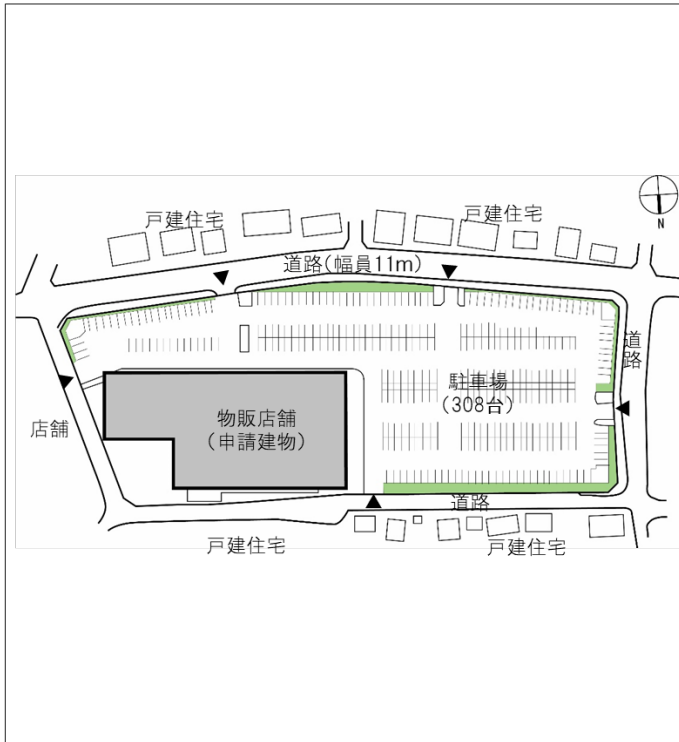 戸建住宅
戸建住宅
N
道路(幅員11m)
道路
駐車場
(308台)
物販店舗
(申請建物)
店舗
道路
戸建住宅
戸建住宅